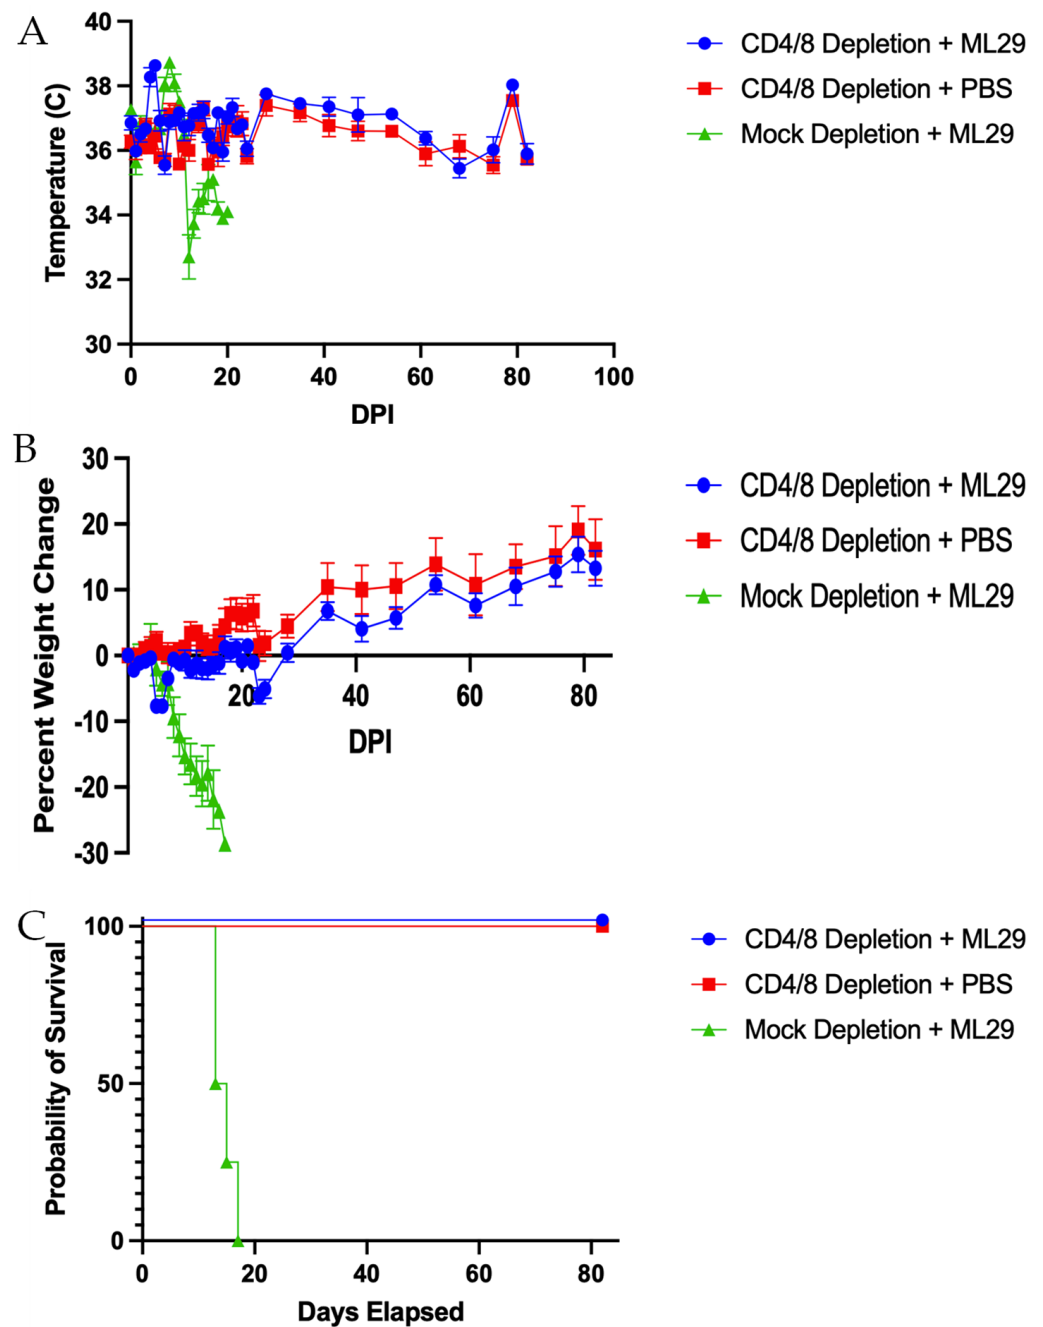 A
40
38
36
34
32
30
Temperature (C)
0 20 40 60 80 100
DPI
CD4/8 Depletion + ML29
CD4/8 Depletion + PBS
Mock Depletion + ML29
B
30
20
10
0
-10
-20
-30
Percent Weight Change
20 40 60 80
DPI
CD4/8 Depletion + ML29
CD4/8 Depletion + PBS
Mock Depletion + ML29
C
100
50
0
Probability of Survival
0 20 40 60 80
Days Elapsed
CD4/8 Depletion + ML29
CD4/8 Depletion + PBS
Mock Depletion + ML29